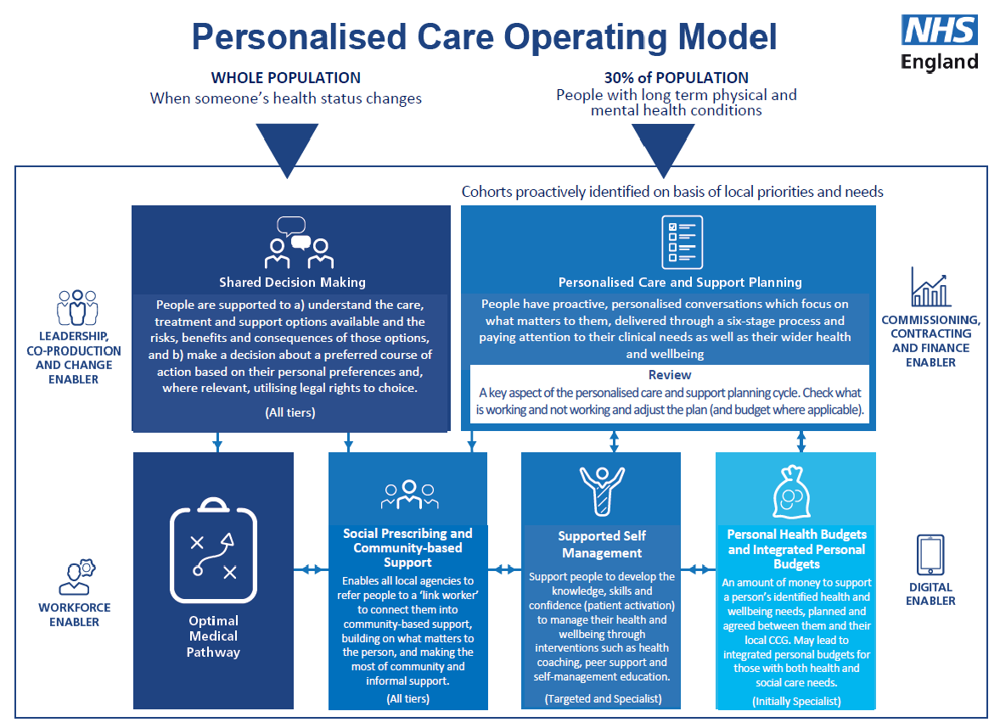 Personalised Care Operating Model
NHS
England
WHOLE POPULATION
When someone’s health status changes
30% of POPULATION
People with long term physical and
mental health conditions
Cohorts proactively identified on basis of local priorities and needs
Shared Decision Making
People are supported to a) understand the care,
treatment and support options available and the
risks, benefits and consequences of those options,
and b) make a decision about a preferred course of
action based on their personal preferences and,
where relevant, utilising legal rights to choice.
(All tiers)
Personalised Care and Support Planning
People have proactive, personalised conversations which focus on
what matters to them, delivered through a six-stage process and
paying attention to their clinical needs as well as their wider health
and wellbeing
Review
A key aspect of the personalised care and support planning cycle. Check what
is working and not working and adjust the plan (and budget where applicable).
LEADERSHIP,
CO-PRODUCTION
AND CHANGE
ENABLER
COMMISSIONING,
CONTRACTING
AND FINANCE
ENABLER
WORKFORCE
ENABLER
Optimal
Medical
Pathway
Social Prescribing and
Community-based
Support
Enables all local agencies to
refer people to a ‘link worker’
to connect them into
community-based support,
building on what matters to
the person, and making the
most of community and
informal support.
(All tiers)
Supported Self
Management
Support people to develop the
knowledge, skills and
confidence (patient activation)
to manage their health and
wellbeing through
interventions such as health
coaching, peer support and
self-management education.
(Targeted and Specialist)
Personal Health Budgets
and Integrated Personal
Budgets
An amount of money to support
a person’s identified health and
wellbeing needs, planned and
agreed between them and their
local CCG. May lead to
integrated personal budgets for
those with both health and
social care needs.
(Initially Specialist)
DIGITAL
ENABLER